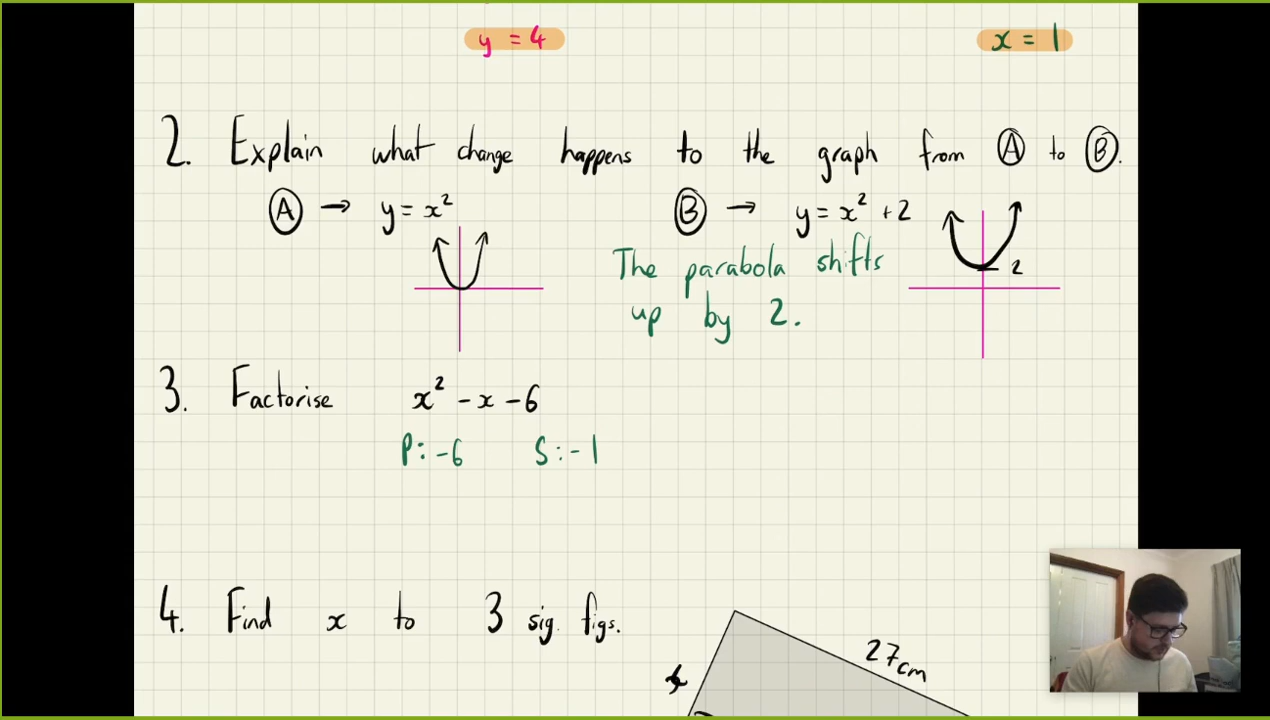 y = 4
x = 1
2. Explain what change happens to the graph from Ⓐ to Ⓑ.
Ⓐ → y = x²
Ⓑ → y = x² + 2
The parabola shifts
2
up by 2.
3. Factorise x² - x - 6
P: -6 S: -1
4. Find x to 3 sig. figs.
27cm